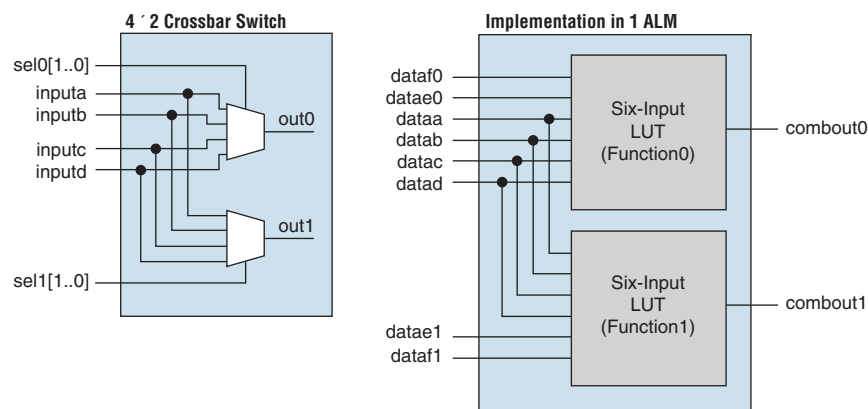 4 ´ 2 Crossbar Switch
sel0[1..0]
inputa
inputb
inputc
inputd
out0
out1
sel1[1..0]
Implementation in 1 ALM
dataf0
datae0
dataa
datab
datac
datad
Six-Input
LUT
(Function0)
combout0
Six-Input
LUT
(Function1)
combout1
datae1
dataf1